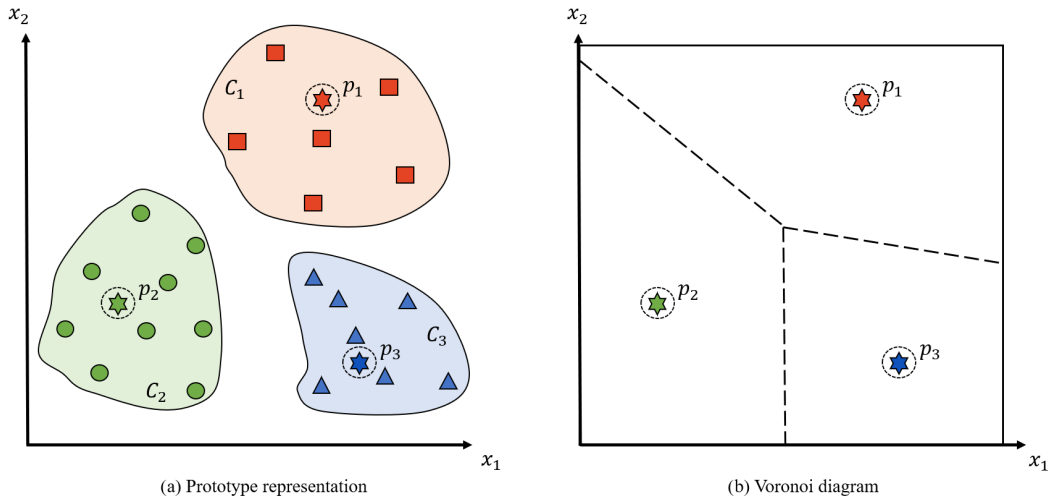 x₂
C₁
p₁
p₂
C₂
C₃
p₃
x₁
(a) Prototype representation
x₂
p₁
p₂
p₃
x₁
(b) Voronoi diagram